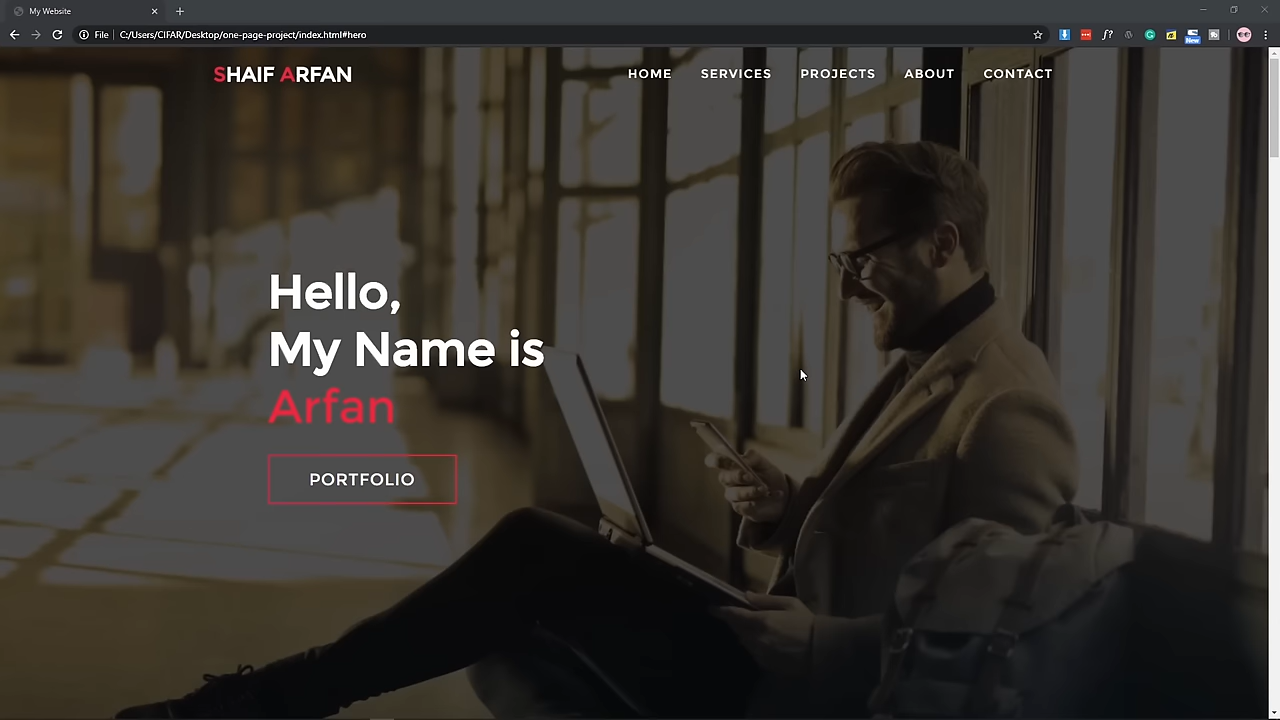 My Website
File C:/Users/CIFAR/Desktop/one-page-project/index.html#hero
New
SHAIF ARFAN
HOME SERVICES PROJECTS ABOUT CONTACT
Hello,
My Name is
Arfan
PORTFOLIO